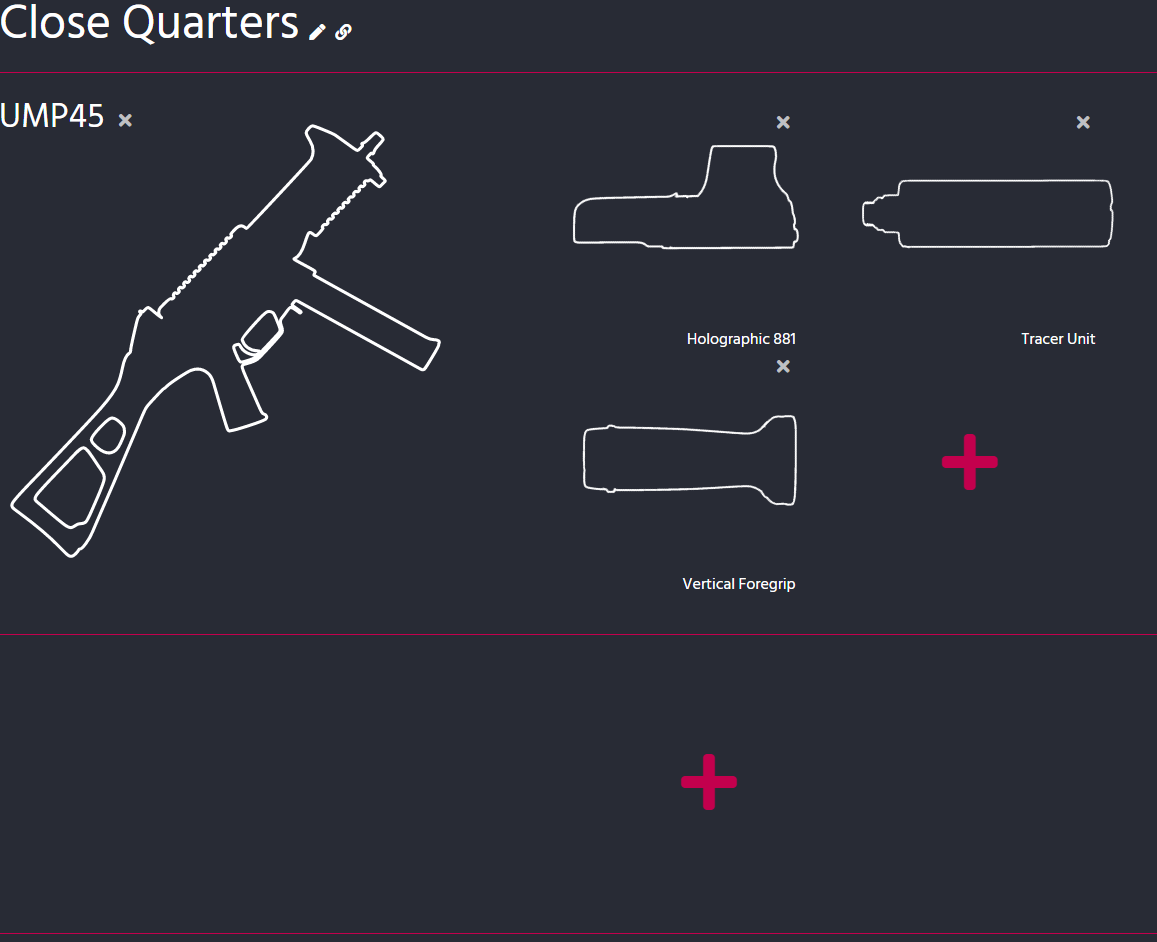 Close Quarters
UMP45
Holographic 881
Tracer Unit
Vertical Foregrip